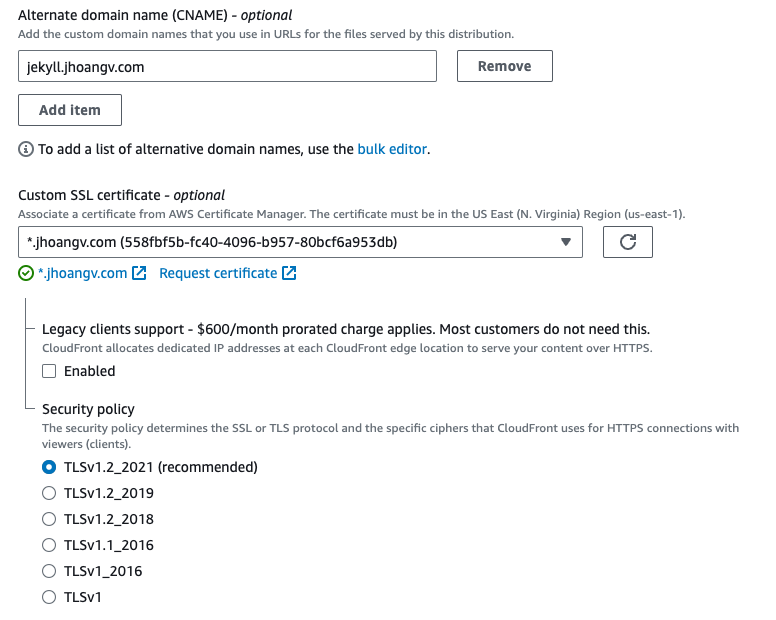 Alternate domain name (CNAME) - optional
Add the custom domain names that you use in URLs for the files served by this distribution.
jekyll.jhoangv.com
Remove
Add item
To add a list of alternative domain names, use the bulk editor.
Custom SSL certificate - optional
Associate a certificate from AWS Certificate Manager. The certificate must be in the US East (N. Virginia) Region (us-east-1).
*.jhoangv.com (558fbf5b-fc40-4096-b957-80bcf6a953db)
*.jhoangv.com Request certificate
Legacy clients support - $600/month prorated charge applies. Most customers do not need this.
CloudFront allocates dedicated IP addresses at each CloudFront edge location to serve your content over HTTPS.
Enabled
Security policy
The security policy determines the SSL or TLS protocol and the specific ciphers that CloudFront uses for HTTPS connections with
viewers (clients).
TLSv1.2_2021 (recommended)
TLSv1.2_2019
TLSv1.2_2018
TLSv1.1_2016
TLSv1_2016
TLSv1